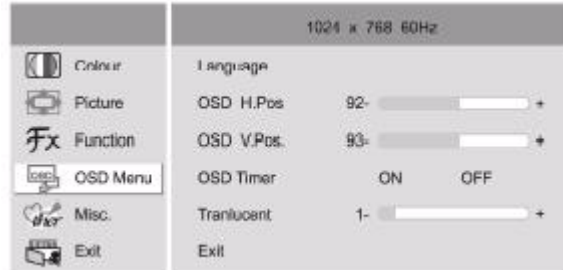 1024 x 768 60Hz
Colour
Picture
Function
OSD Menu
Misc.
Exit
Language
OSD H.Pos 92- +
OSD V.Pos. 93- +
OSD Timer ON OFF
Tranlucent 1- +
Exit